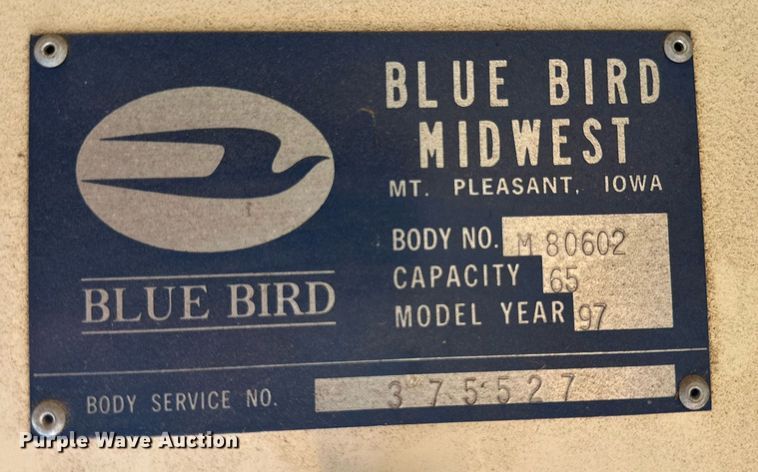 BLUE BIRD
MIDWEST
MT. PLEASANT, IOWA
BODY NO. M 80602
CAPACITY 65
MODEL YEAR 97
BLUE BIRD
BODY SERVICE NO. 375527
Purple Wave Auction